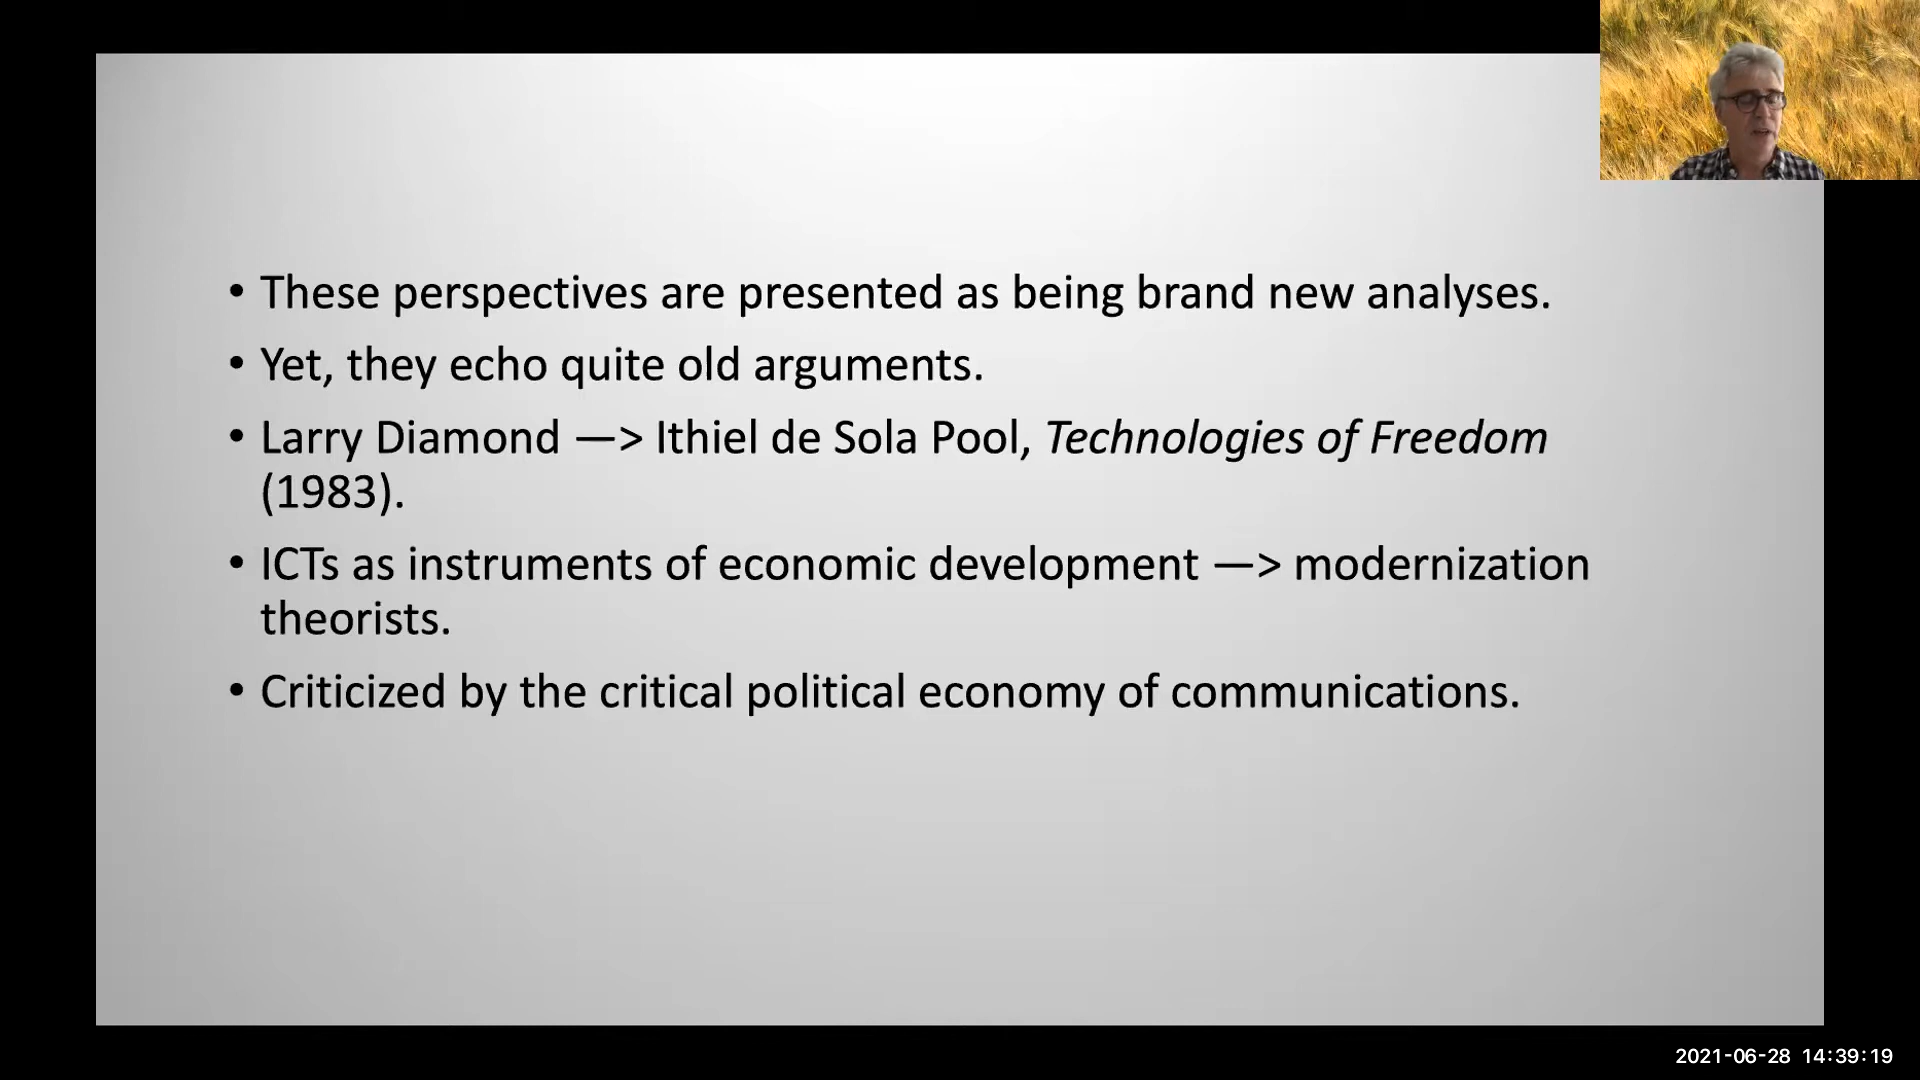 • These perspectives are presented as being brand new analyses.
• Yet, they echo quite old arguments.
• Larry Diamond —> Ithiel de Sola Pool, Technologies of Freedom
(1983).
• ICTs as instruments of economic development —> modernization
theorists.
• Criticized by the critical political economy of communications.
2021-06-28 14:39:19